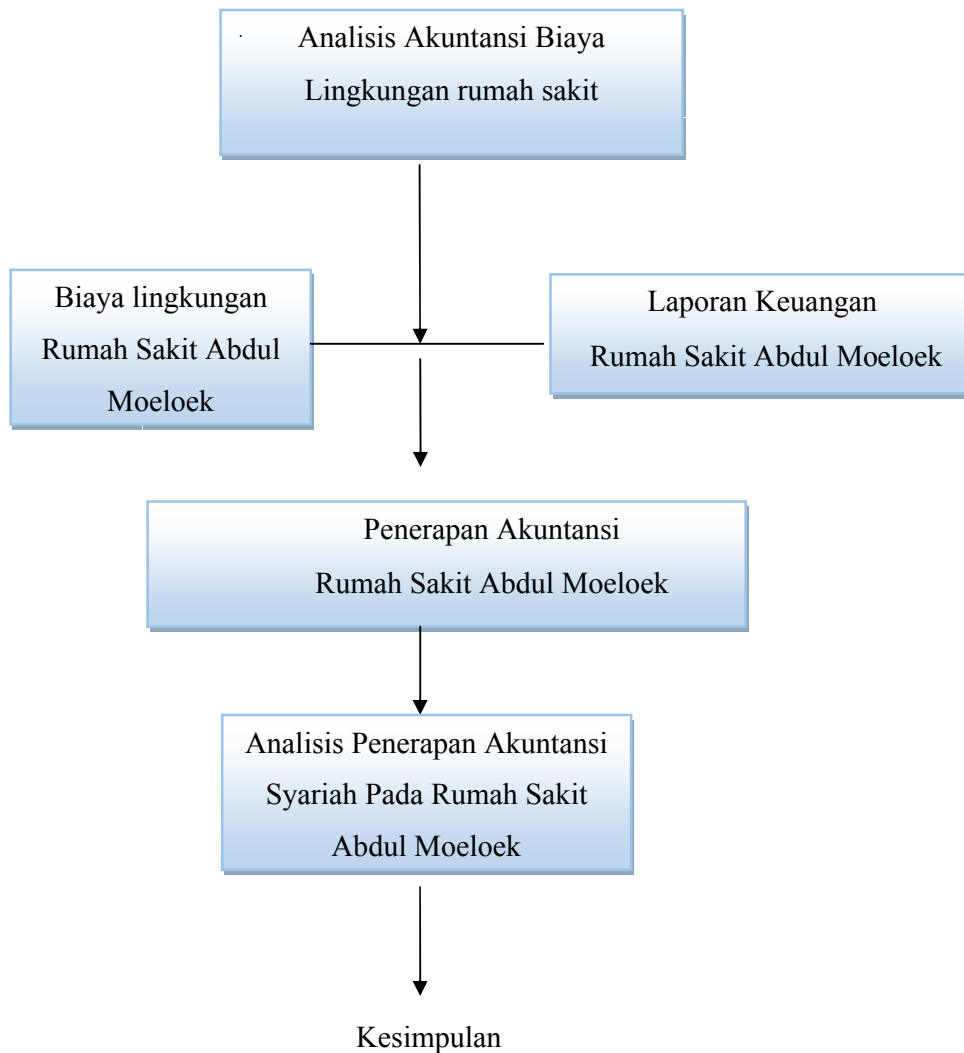 Analisis Akuntansi Biaya
Lingkungan rumah sakit
Biaya lingkungan
Rumah Sakit Abdul
Moeloek
Laporan Keuangan
Rumah Sakit Abdul Moeloek
Penerapan Akuntansi
Rumah Sakit Abdul Moeloek
Analisis Penerapan Akuntansi
Syariah Pada Rumah Sakit
Abdul Moeloek
Kesimpulan